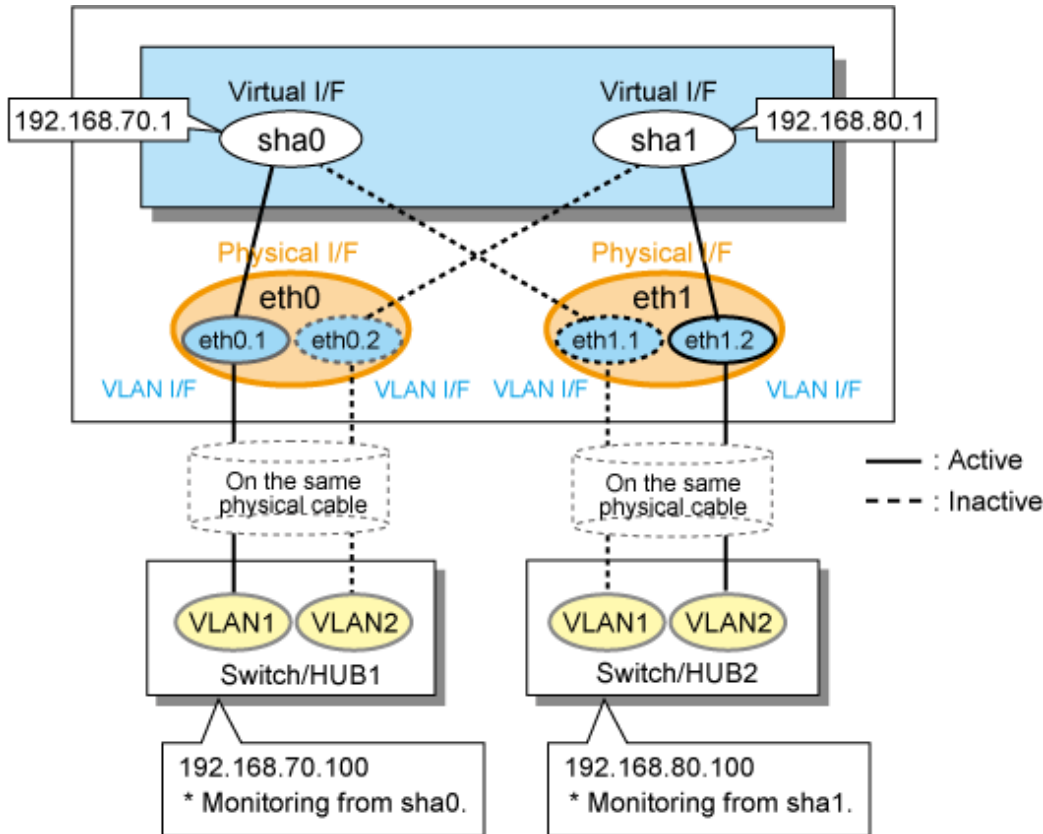 Virtual I/F
Virtual I/F
192.168.70.1
sha0
sha1
192.168.80.1
Physical I/F
Physical I/F
eth0
eth1
eth0.1
eth0.2
eth1.1
eth1.2
VLAN I/F
VLAN I/F
VLAN I/F
VLAN I/F
On the same
physical cable
On the same
physical cable
: Active
: Inactive
VLAN1
VLAN2
VLAN1
VLAN2
Switch/HUB1
Switch/HUB2
192.168.70.100
* Monitoring from sha0.
192.168.80.100
* Monitoring from sha1.